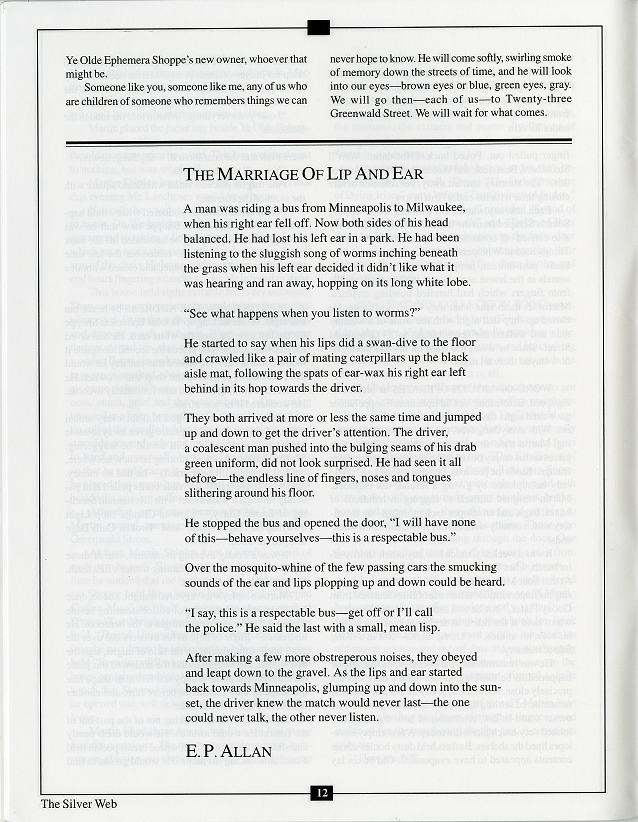 Ye Olde Ephemera Shoppe's new owner, whoever that
might be.
Someone like you, someone like me, any of us who
are children of someone who remembers things we can
never hope to know. He will come softly, swirling smoke
of memory down the streets of time, and he will look
into our eyes—brown eyes or blue, green eyes, gray.
We will go then—each of us—to Twenty-three
Greenwald Street. We will wait for what comes.
THE MARRIAGE OF LIP AND EAR
A man was riding a bus from Minneapolis to Milwaukee,
when his right ear fell off. Now both sides of his head
balanced. He had lost his left ear in a park. He had been
listening to the sluggish song of worms inching beneath
the grass when his left ear decided it didn't like what it
was hearing and ran away, hopping on its long white lobe.
"See what happens when you listen to worms?"
He started to say when his lips did a swan-dive to the floor
and crawled like a pair of mating caterpillars up the black
aisle mat, following the spats of ear-wax his right ear left
behind in its hop towards the driver.
They both arrived at more or less the same time and jumped
up and down to get the driver's attention. The driver,
a coalescent man pushed into the bulging seams of his drab
green uniform, did not look surprised. He had seen it all
before—the endless line of fingers, noses and tongues
slithering around his floor.
He stopped the bus and opened the door, "I will have none
of this—behave yourselves—this is a respectable bus."
Over the mosquito-whine of the few passing cars the smucking
sounds of the ear and lips plopping up and down could be heard.
"I say, this is a respectable bus—get off or I'll call
the police." He said the last with a small, mean lisp.
After making a few more obstreperous noises, they obeyed
and leapt down to the gravel. As the lips and ear started
back towards Minneapolis, glumping up and down into the sun-
set, the driver knew the match would never last—the one
could never talk, the other never listen.
E. P. ALLAN
12
The Silver Web